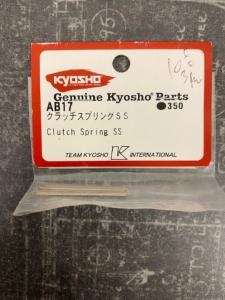 KYOSHO
Genuine Kyosho Parts
AB17 ●350
クラッチスプリングSS
Clutch Spring SS
TEAM KYOSHO K INTERNATIONAL